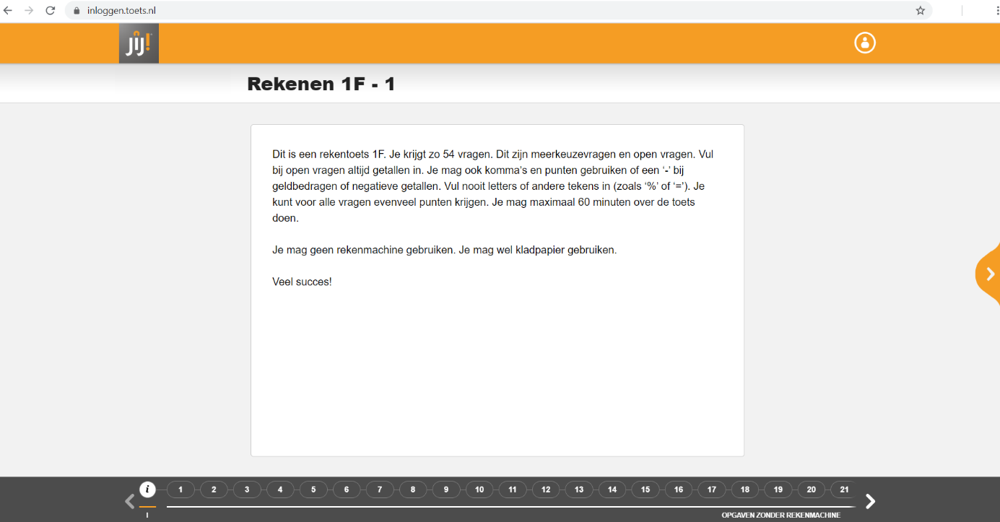 inloggen.toets.nl
jij!
Rekenen 1F - 1
Dit is een rekentoets 1F. Je krijgt zo 54 vragen. Dit zijn meerkeuzevragen en open vragen. Vul
bij open vragen altijd getallen in. Je mag ook komma's en punten gebruiken of een ‘-’ bij
geldbedragen of negatieve getallen. Vul nooit letters of andere tekens in (zoals ‘%’ of ‘=’). Je
kunt voor alle vragen evenveel punten krijgen. Je mag maximaal 60 minuten over de toets
doen.
Je mag geen rekenmachine gebruiken. Je mag wel kladpapier gebruiken.
Veel succes!
i 1 2 3 4 5 6 7 8 9 10 11 12 13 14 15 16 17 18 19 20 21
I OPGAVEN ZONDER REKENMACHINE